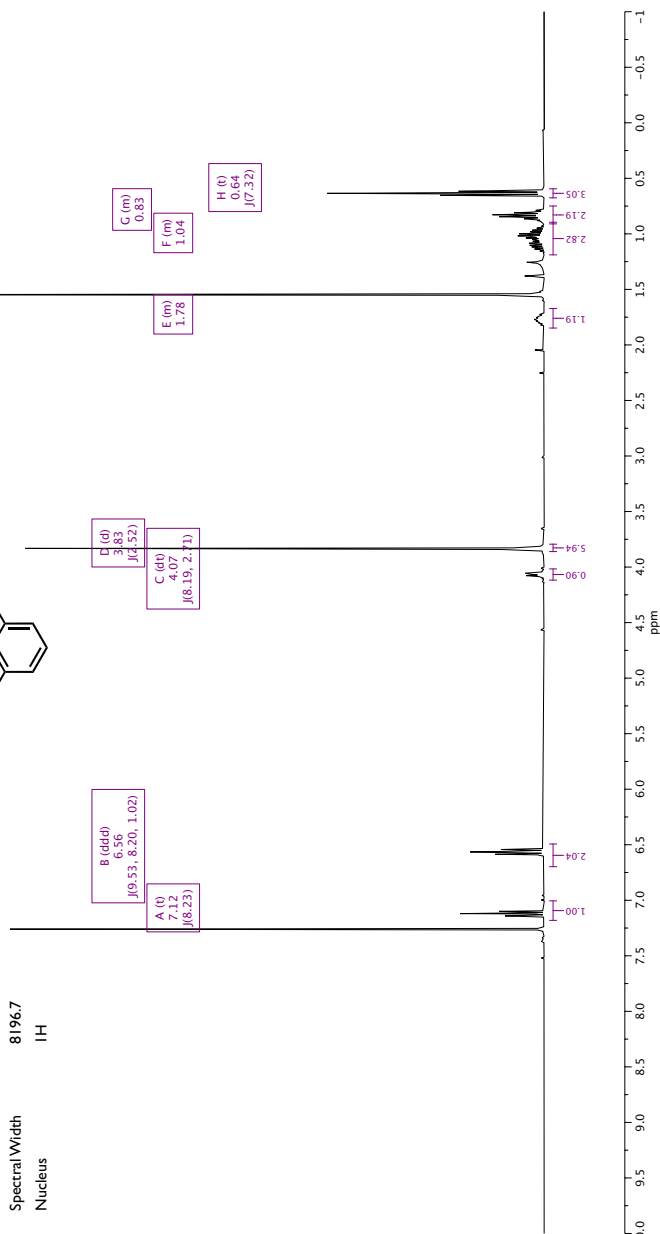 Spectral Width 8196.7
Nucleus 1H
A (t)
7.12
J(8.23)
B (ddd)
6.56
J(9.53, 8.20, 1.02)
C (dt)
4.07
J(8.19, 2.71)
D (d)
3.83
J(2.52)
E (m)
1.78
F (m)
1.04
G (m)
0.83
H (t)
0.64
J(7.32)
1.00
2.04
0.90
5.94
1.19
2.82
2.19
3.05
9.5 9.0 8.5 8.0 7.5 7.0 6.5 6.0 5.5 5.0 4.5 4.0 3.5 3.0 2.5 2.0 1.5 1.0 0.5 0.0 -0.5 -1
ppm